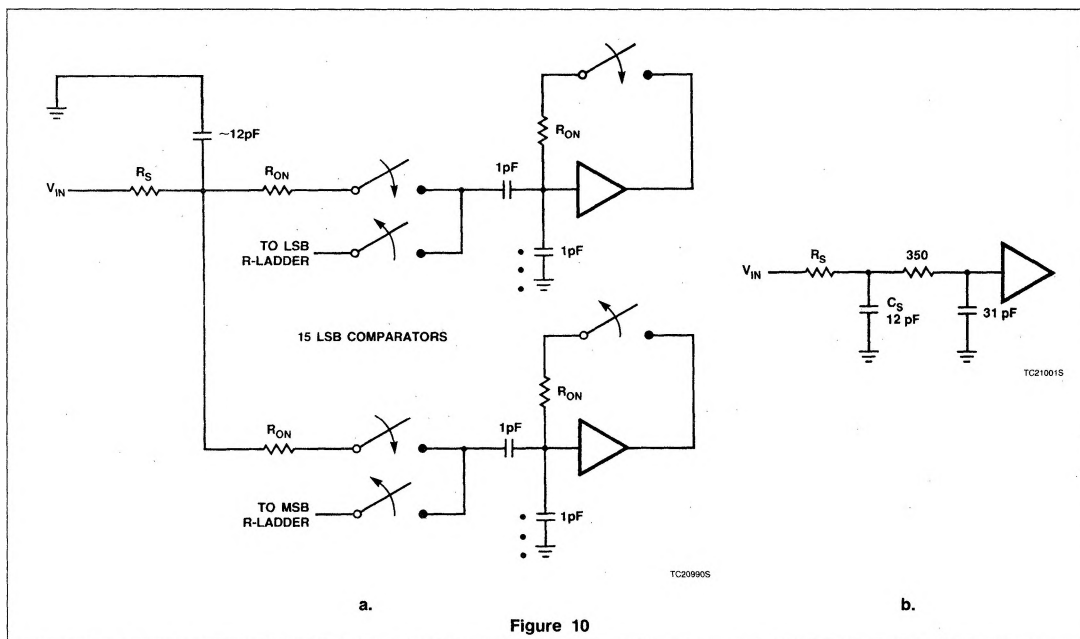 ~12pF
V_IN
R_S
R_ON
1pF
R_ON
TO LSB
R-LADDER
1pF
15 LSB COMPARATORS
R_ON
1pF
R_ON
TO MSB
R-LADDER
1pF
TC20990S
a.
V_IN
R_S
350
C_S
12 pF
31 pF
TC21001S
b.
Figure 10